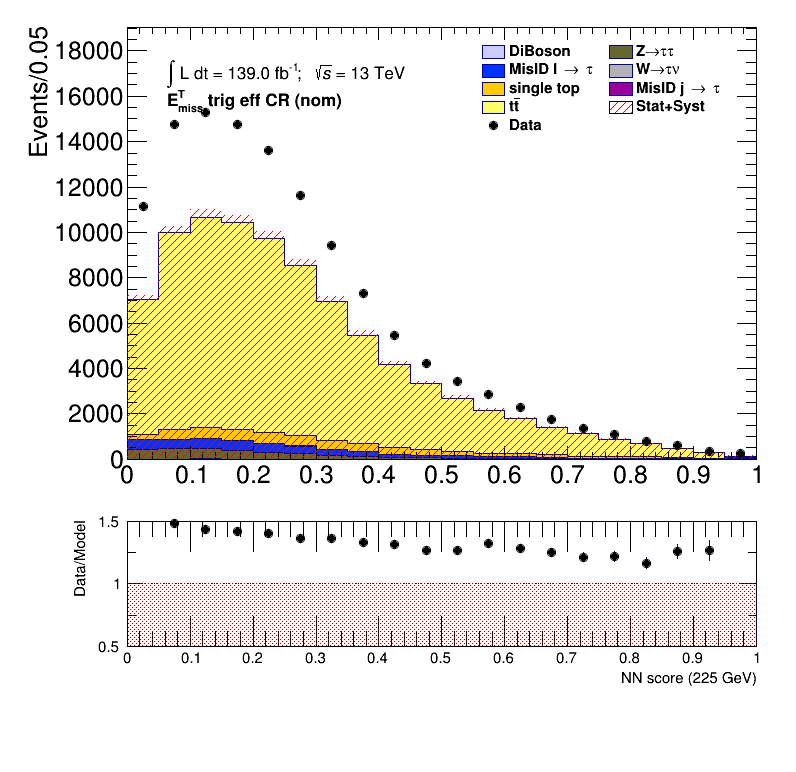 Events/0.05
18000
16000
14000
12000
10000
8000
6000
4000
2000
0
∫ L dt = 139.0 fb⁻¹; √s = 13 TeV
E^T_miss trig eff CR (nom)
DiBoson
MisID l → τ
single top
tt̄
Data
Z→ττ
W→τν
MisID j → τ
Stat+Syst
0 0.1 0.2 0.3 0.4 0.5 0.6 0.7 0.8 0.9 1
Data/Model
1.5
1
0.5
0 0.1 0.2 0.3 0.4 0.5 0.6 0.7 0.8 0.9 1
NN score (225 GeV)